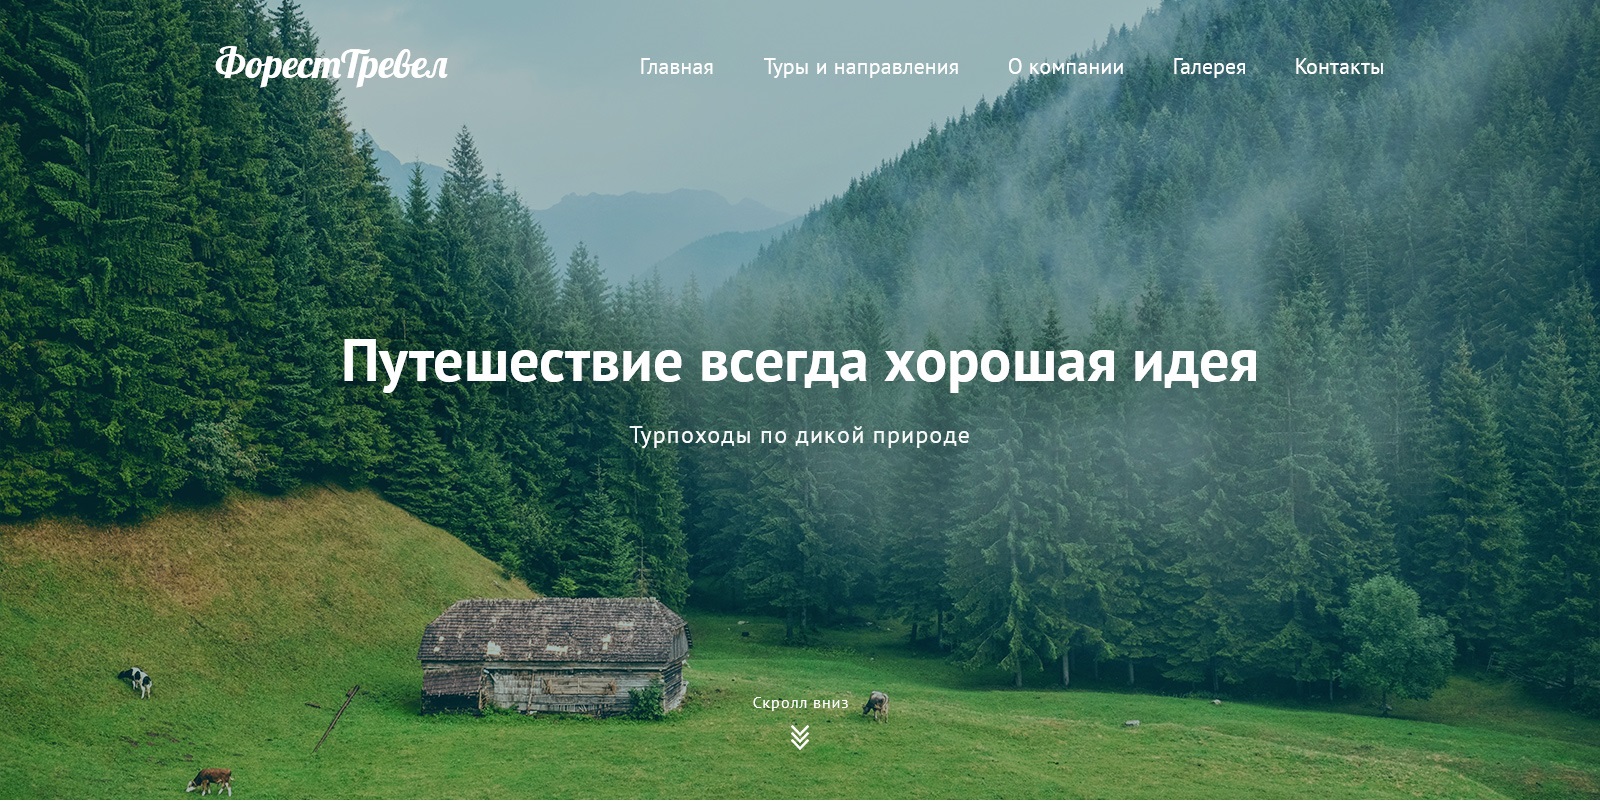 ФорестТревел
Главная Туры и направления О компании Галерея Контакты
Путешествие всегда хорошая идея
Турпоходы по дикой природе
Скролл вниз